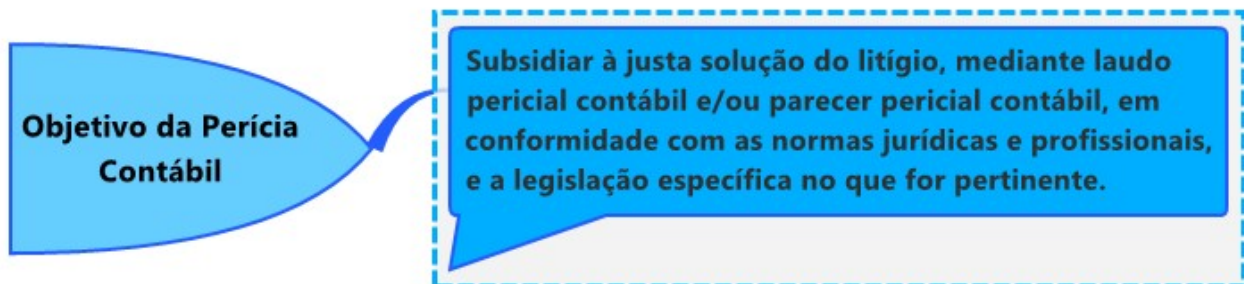 Objetivo da Perícia
Contábil
Subsidiar à justa solução do litígio, mediante laudo
pericial contábil e/ou parecer pericial contábil, em
conformidade com as normas jurídicas e profissionais,
e a legislação específica no que for pertinente.